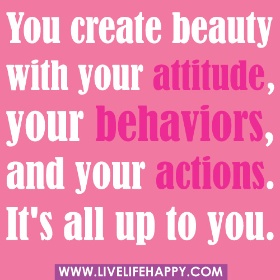 You create beauty
with your attitude,
your behaviors,
and your actions.
It's all up to you.
WWW.LIVELIFEHAPPY.COM